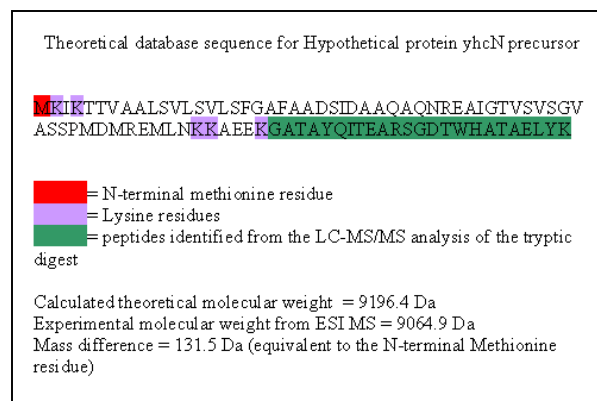 Theoretical database sequence for Hypothetical protein yhcN precursor
MKIKTTVAALSVLSVLSFGAFAADSIDAAQAQNREAIGTVSVSGV
ASSPMDMREMLNKKAEEKGATAYQITEARSGDTWHATAELYK
= N-terminal methionine residue
= Lysine residues
= peptides identified from the LC-MS/MS analysis of the tryptic
digest
Calculated theoretical molecular weight = 9196.4 Da
Experimental molecular weight from ESI MS = 9064.9 Da
Mass difference = 131.5 Da (equivalent to the N-terminal Methionine
residue)